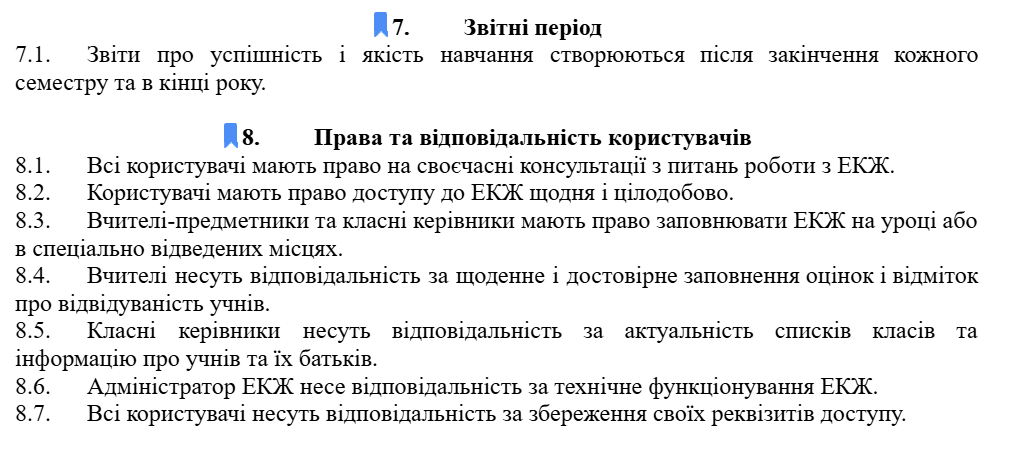 7. Звітні період
7.1. Звіти про успішність і якість навчання створюються після закінчення кожного
семестру та в кінці року.
8. Права та відповідальність користувачів
8.1. Всі користувачі мають право на своєчасні консультації з питань роботи з ЕКЖ.
8.2. Користувачі мають право доступу до ЕКЖ щодня і цілодобово.
8.3. Вчителі-предметники та класні керівники мають право заповнювати ЕКЖ на уроці або
в спеціально відведених місцях.
8.4. Вчителі несуть відповідальність за щоденне і достовірне заповнення оцінок і відміток
про відвідуваність учнів.
8.5. Класні керівники несуть відповідальність за актуальність списків класів та
інформацію про учнів та їх батьків.
8.6. Адміністратор ЕКЖ несе відповідальність за технічне функціонування ЕКЖ.
8.7. Всі користувачі несуть відповідальність за збереження своїх реквізитів доступу.